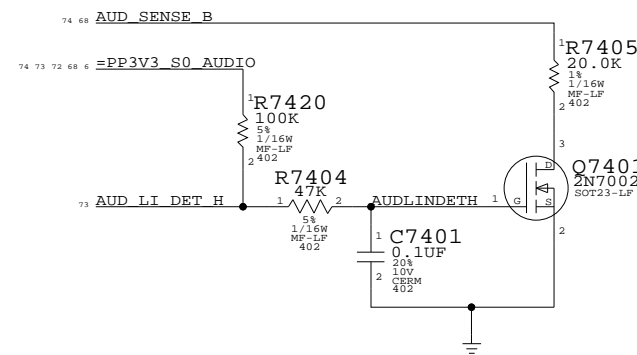 74 68 AUD_SENSE_B
74 73 72 68 6 =PP3V3_S0_AUDIO
1
R7405
20.0K
1%
1/16W
MF-LF
402
2
1
R7420
100K
5%
1/16W
MF-LF
402
2
3
D
Q7401
2N7002
SOT23-LF
G
S
1
2
R7404
47K
73 AUD_LI_DET_H
1
2
AUDLINDETH
5%
1/16W
MF-LF
402
1
C7401
0.1UF
20%
10V
CERM
402
2